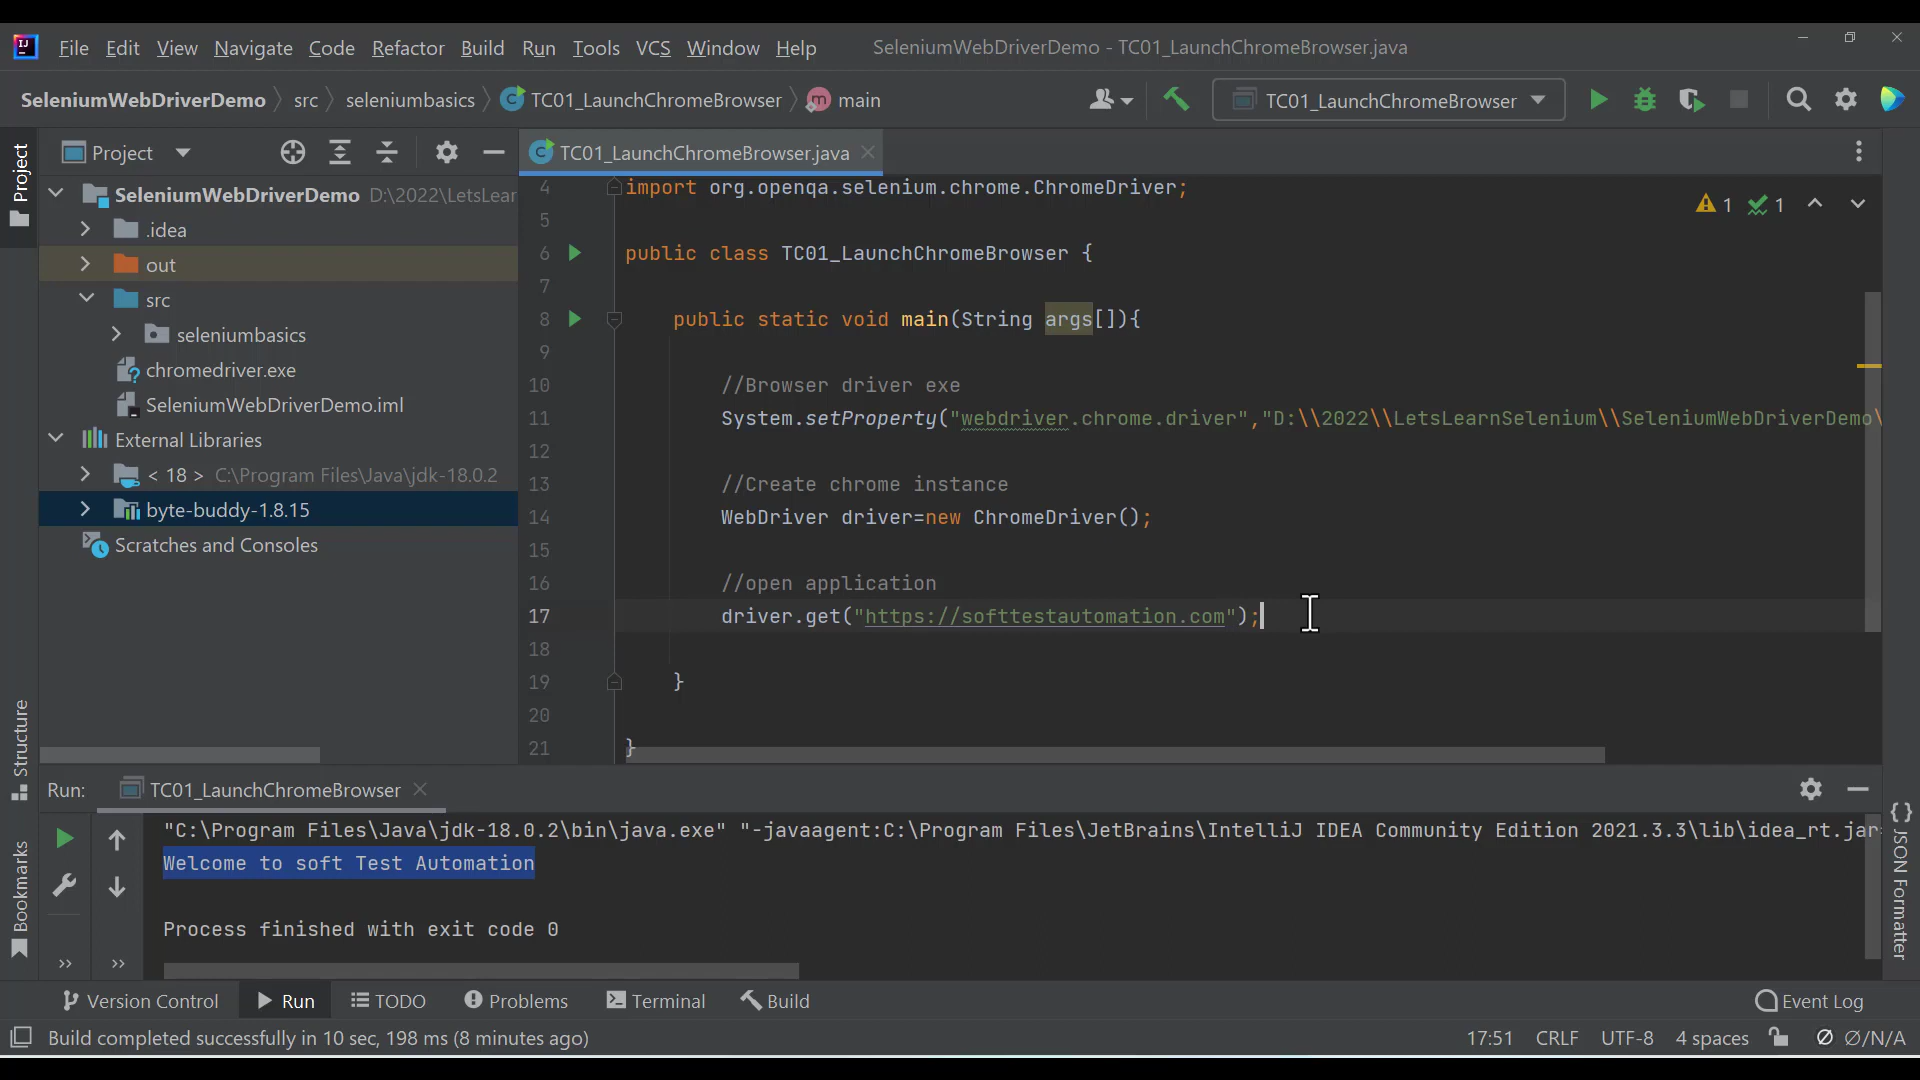 File Edit View Navigate Code Refactor Build Run Tools VCS Window Help SeleniumWebDriverDemo - TC01_LaunchChromeBrowser.java
SeleniumWebDriverDemo src seleniumbasics TC01_LaunchChromeBrowser main TC01_LaunchChromeBrowser
Project
Project
TC01_LaunchChromeBrowser.java
SeleniumWebDriverDemo D:\2022\LetsLear
.idea
out
src
seleniumbasics
chromedriver.exe
SeleniumWebDriverDemo.iml
External Libraries
< 18 > C:\Program Files\Java\jdk-18.0.2
byte-buddy-1.8.15
Scratches and Consoles
1 1
4 import org.openqa.selenium.chrome.ChromeDriver;
5
6 public class TC01_LaunchChromeBrowser {
7
8 public static void main(String args[]){
9
10 //Browser driver exe
11 System.setProperty("webdriver.chrome.driver","D:\\2022\\LetsLearnSelenium\\SeleniumWebDriverDemo\
12
13 //Create chrome instance
14 WebDriver driver=new ChromeDriver();
15
16 //open application
17 driver.get("https://softtestautomation.com");
18
19 }
20
21 }
Structure
Bookmarks
JSON Formatter
Run: TC01_LaunchChromeBrowser
"C:\Program Files\Java\jdk-18.0.2\bin\java.exe" "-javaagent:C:\Program Files\JetBrains\IntelliJ IDEA Community Edition 2021.3.3\lib\idea_rt.jar=
Welcome to soft Test Automation
Process finished with exit code 0
Version Control Run TODO Problems Terminal Build Event Log
Build completed successfully in 10 sec, 198 ms (8 minutes ago) 17:51 CRLF UTF-8 4 spaces Ø/N/A